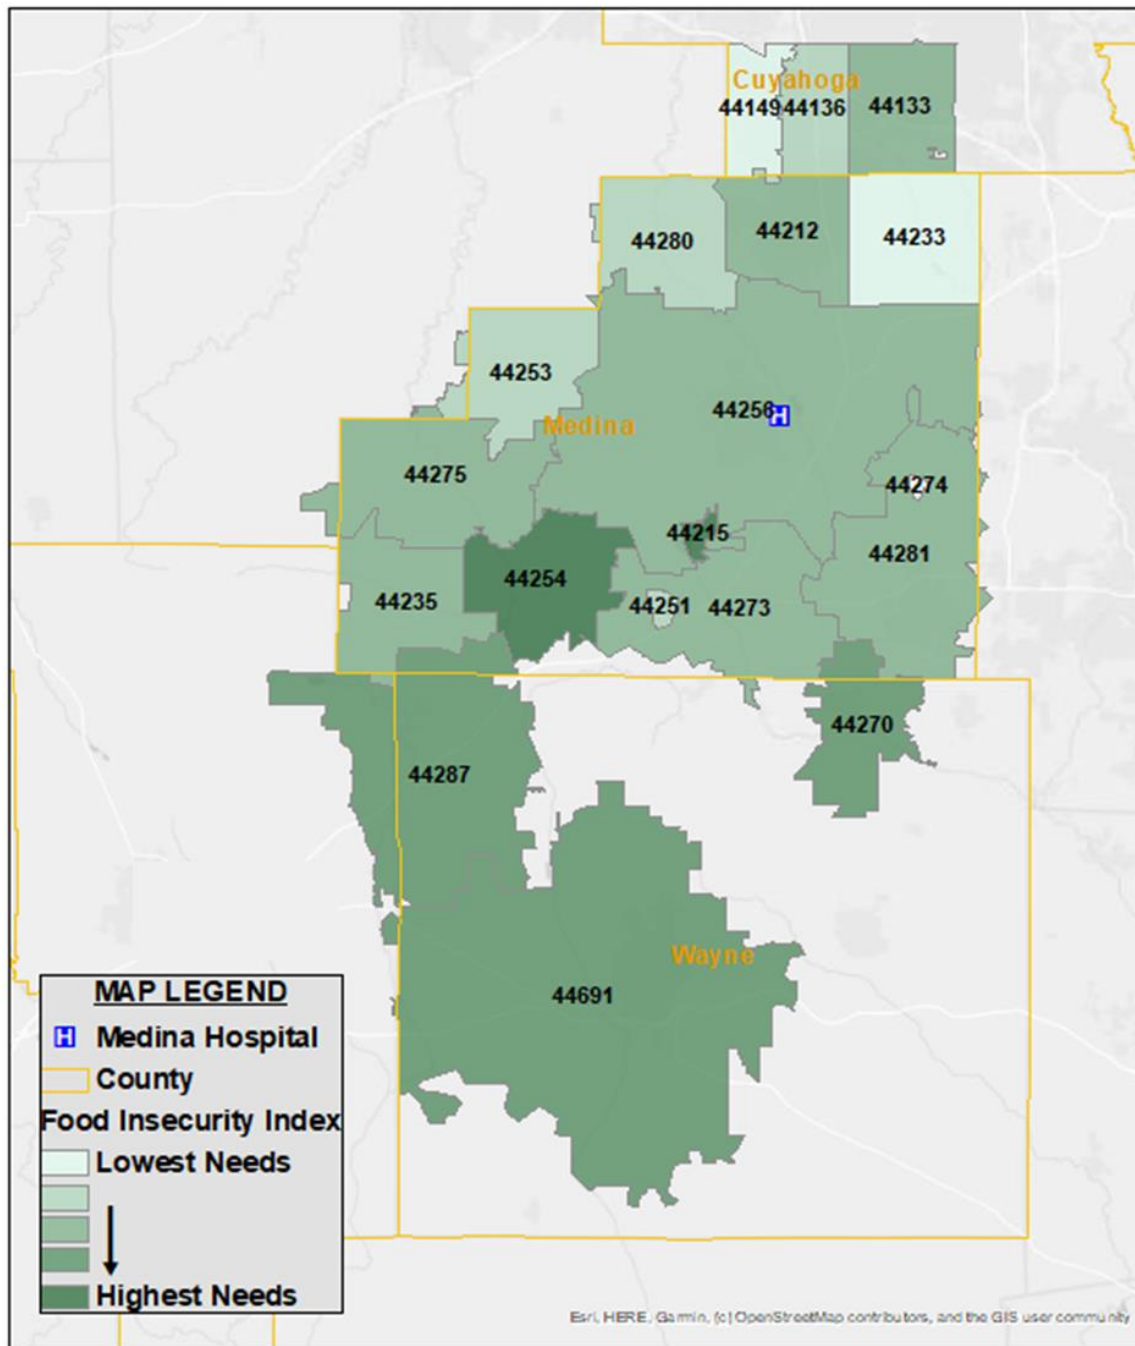 Cuyahoga
44149 44136 44133
44280 44212 44233
44253
44256
H
Medina
44275
44274
44215
44281
44254
44235 44251 44273
44270
44287
Wayne
44691
MAP LEGEND
H Medina Hospital
County
Food Insecurity Index
Lowest Needs
Highest Needs
Esri, HERE, Garmin, (c) OpenStreetMap contributors, and the GIS user community